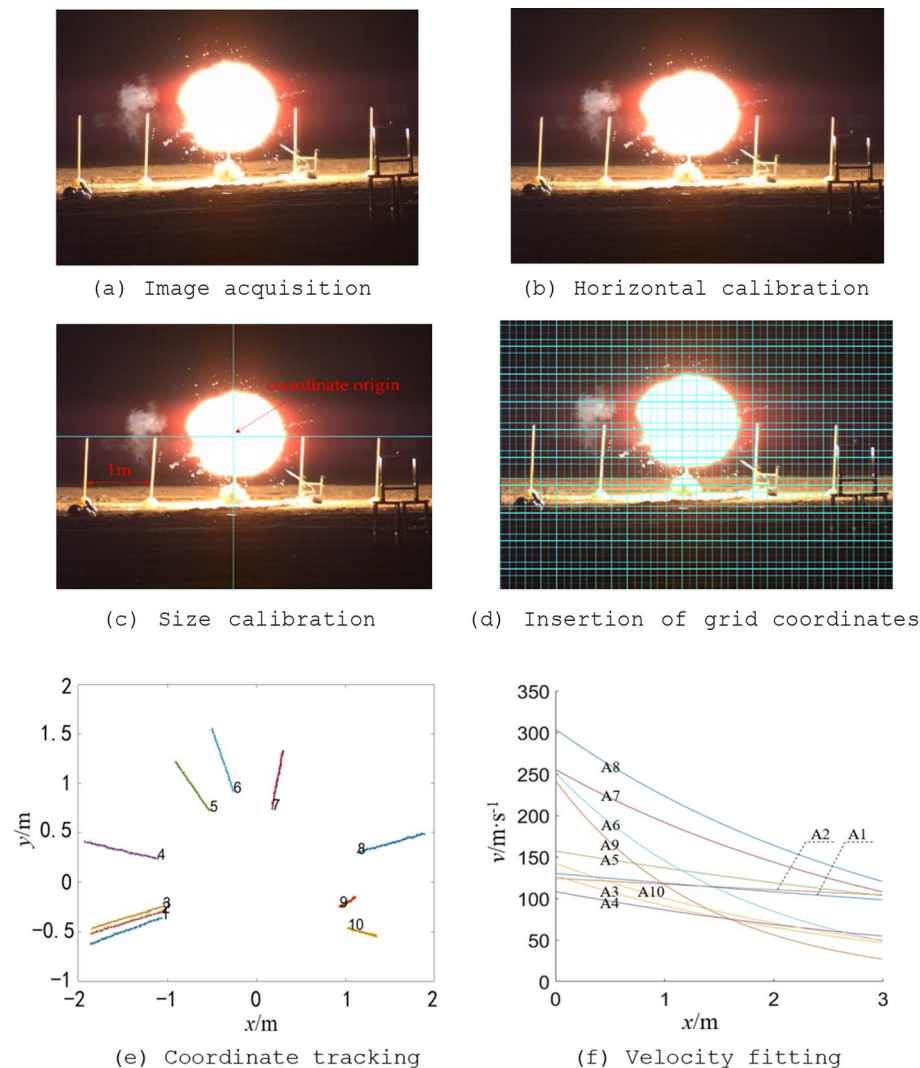 (a) Image acquisition
(b) Horizontal calibration
coordinate origin
1m
(c) Size calibration
(d) Insertion of grid coordinates
2
1.5
1
0.5
0
−0.5
−1
y/m
6
5
7
4
8
3
2
1
9
10
−2
−1
0
1
2
x/m
(e) Coordinate tracking
350
300
250
200
150
100
50
0
v/m·s⁻¹
A8
A7
A6
A9
A5
A2
A1
A3
A10
A4
0
1
2
3
x/m
(f) Velocity fitting